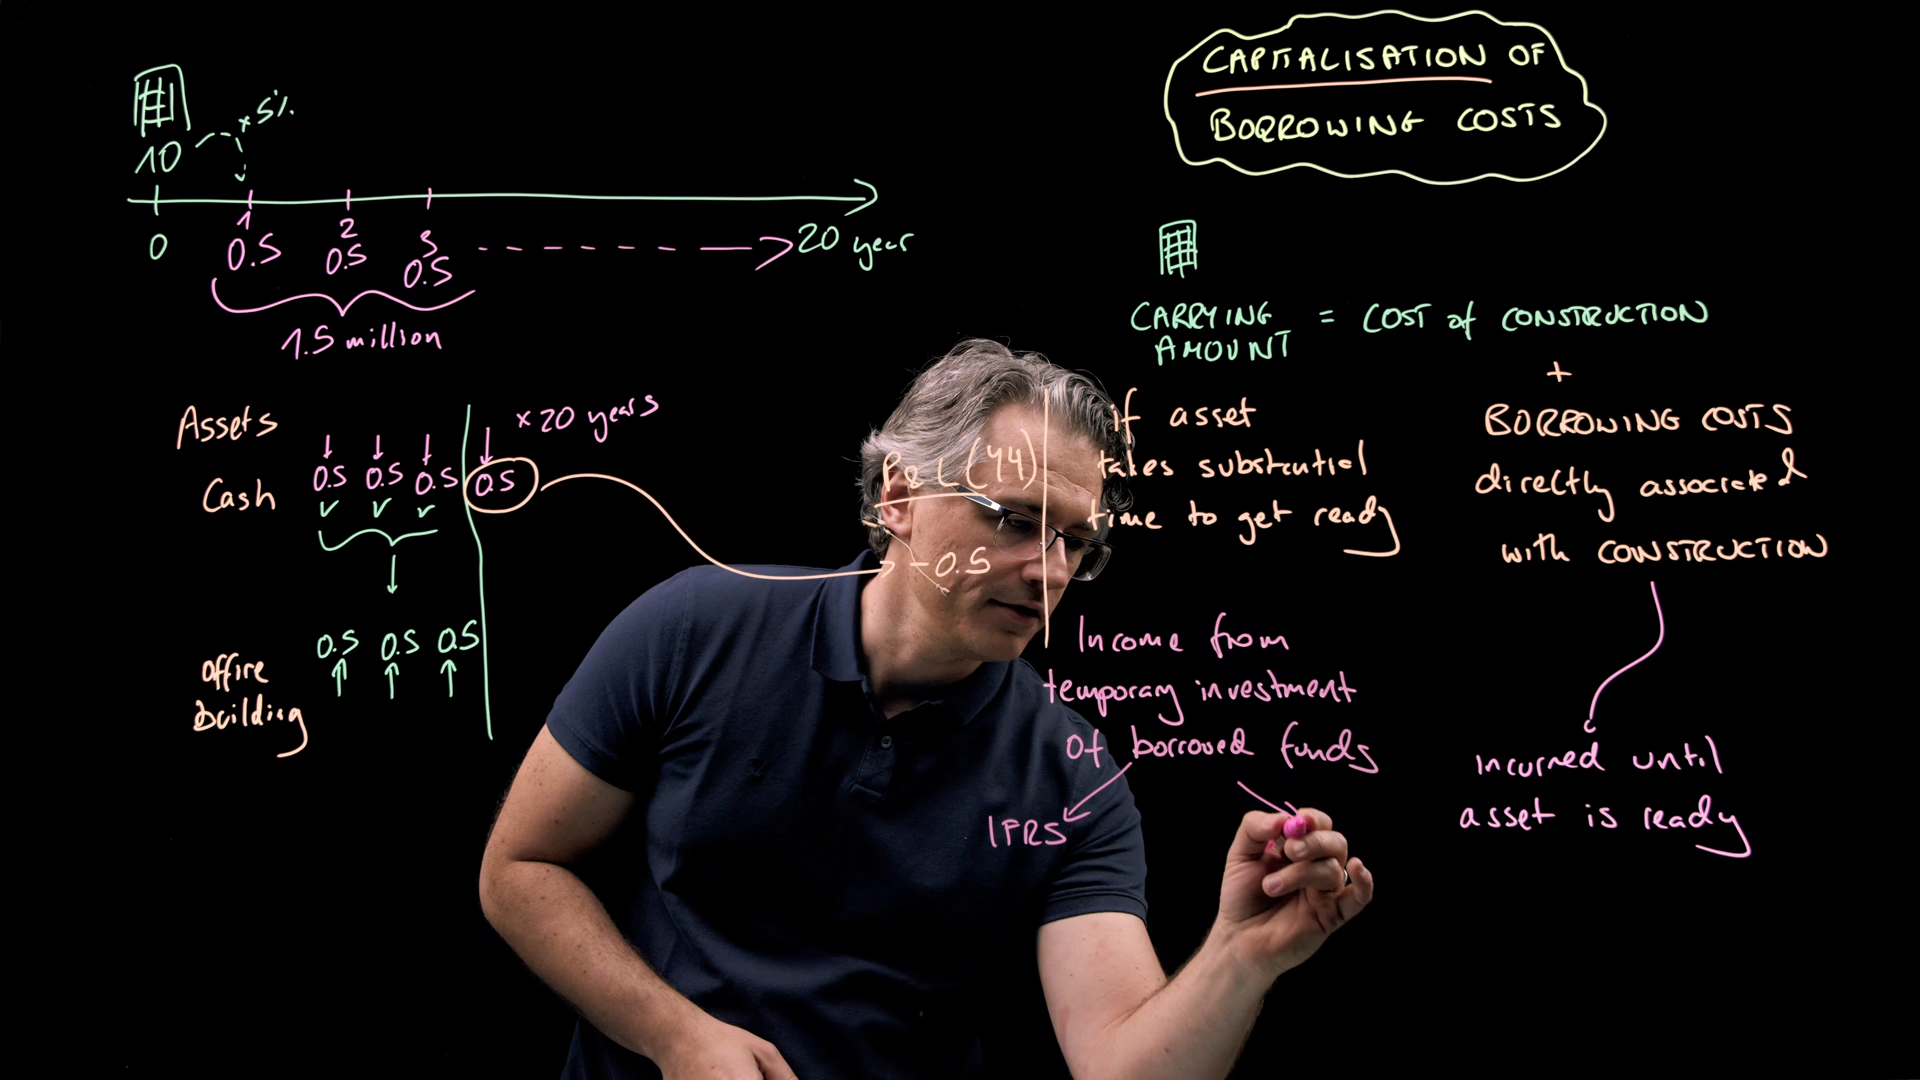 CAPITALISATION OF
BORROWING COSTS
10
× 5%
0
1
2
3
0.5
0.5
0.5
20 year
1.5 million
CARRYING
AMOUNT
= COST of CONSTRUCTION
+
BORROWING COSTS
directly associated
with CONSTRUCTION
incurred until
asset is ready
if asset
takes substantial
time to get ready
Income from
temporary investment
of borrowed funds
IFRS
Assets
× 20 years
Cash
0.5
0.5
0.5
0.5
P&L (Y4)
- 0.5
office
building
0.5
0.5
0.5